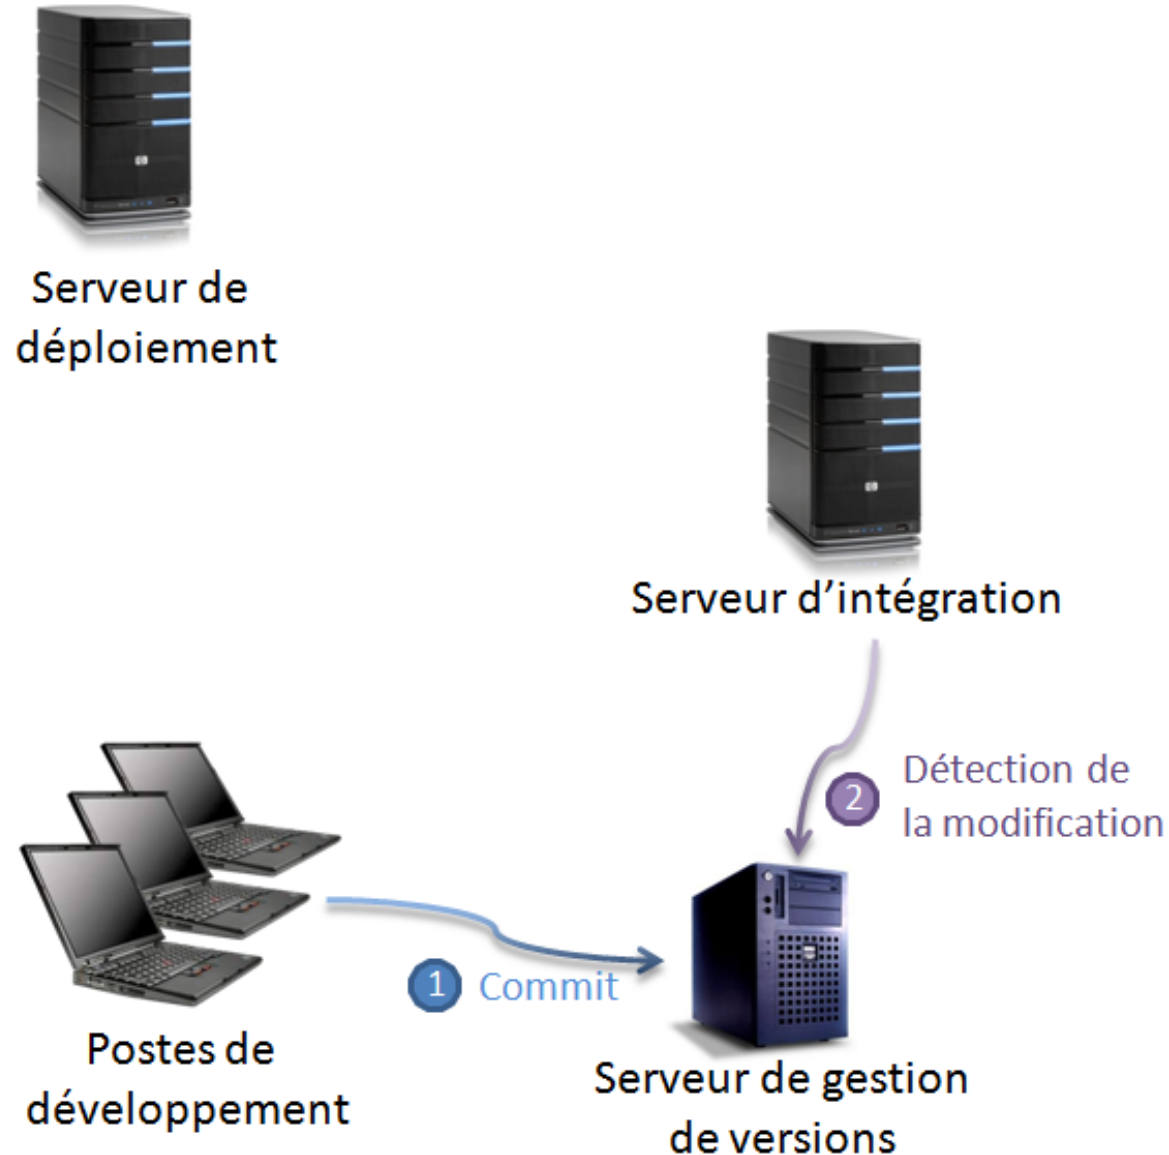 Serveur de
déploiement
Serveur d’intégration
2
Détection de
la modification
1 Commit
Postes de
développement
Serveur de gestion
de versions